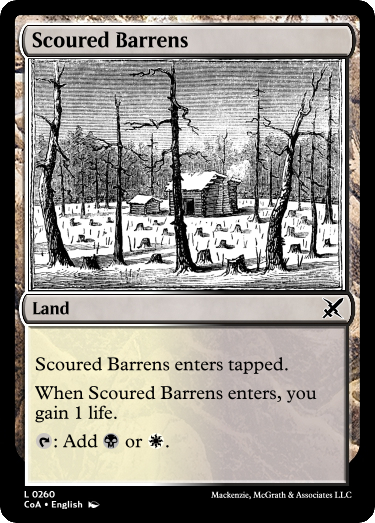 Scoured Barrens
Land
Scoured Barrens enters tapped.
When Scoured Barrens enters, you
gain 1 life.
: Add or .
L 0260
CoA • English
Mackenzie, McGrath & Associates LLC